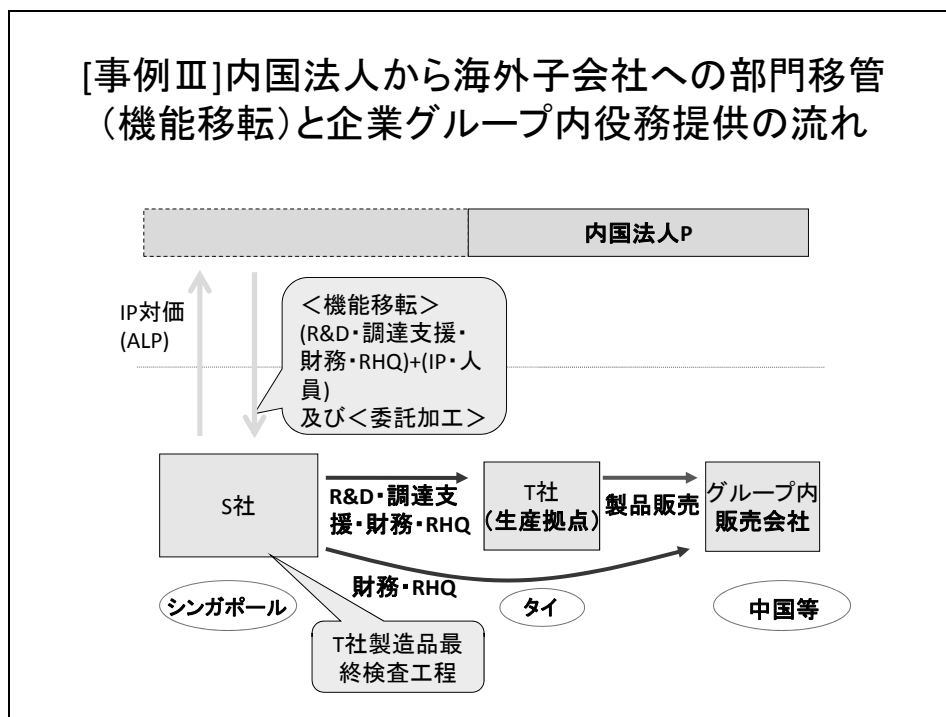 [事例Ⅲ]内国法人から海外子会社への部門移管
(機能移転)と企業グループ内役務提供の流れ
内国法人P
IP対価
(ALP)
＜機能移転＞
(R&D・調達支援・
財務・RHQ)+(IP・人
員)
及び＜委託加工＞
S社
R&D・調達支
援・財務・RHQ
T社
(生産拠点)
製品販売
グループ内
販売会社
財務・RHQ
シンガポール
タイ
中国等
T社製造品最
終検査工程